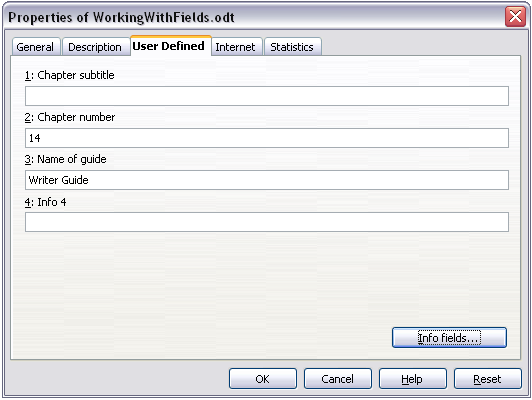 Properties of WorkingWithFields.odt
General Description User Defined Internet Statistics
1: Chapter subtitle
2: Chapter number
14
3: Name of guide
Writer Guide
4: Info 4
Info fields...
OK Cancel Help Reset